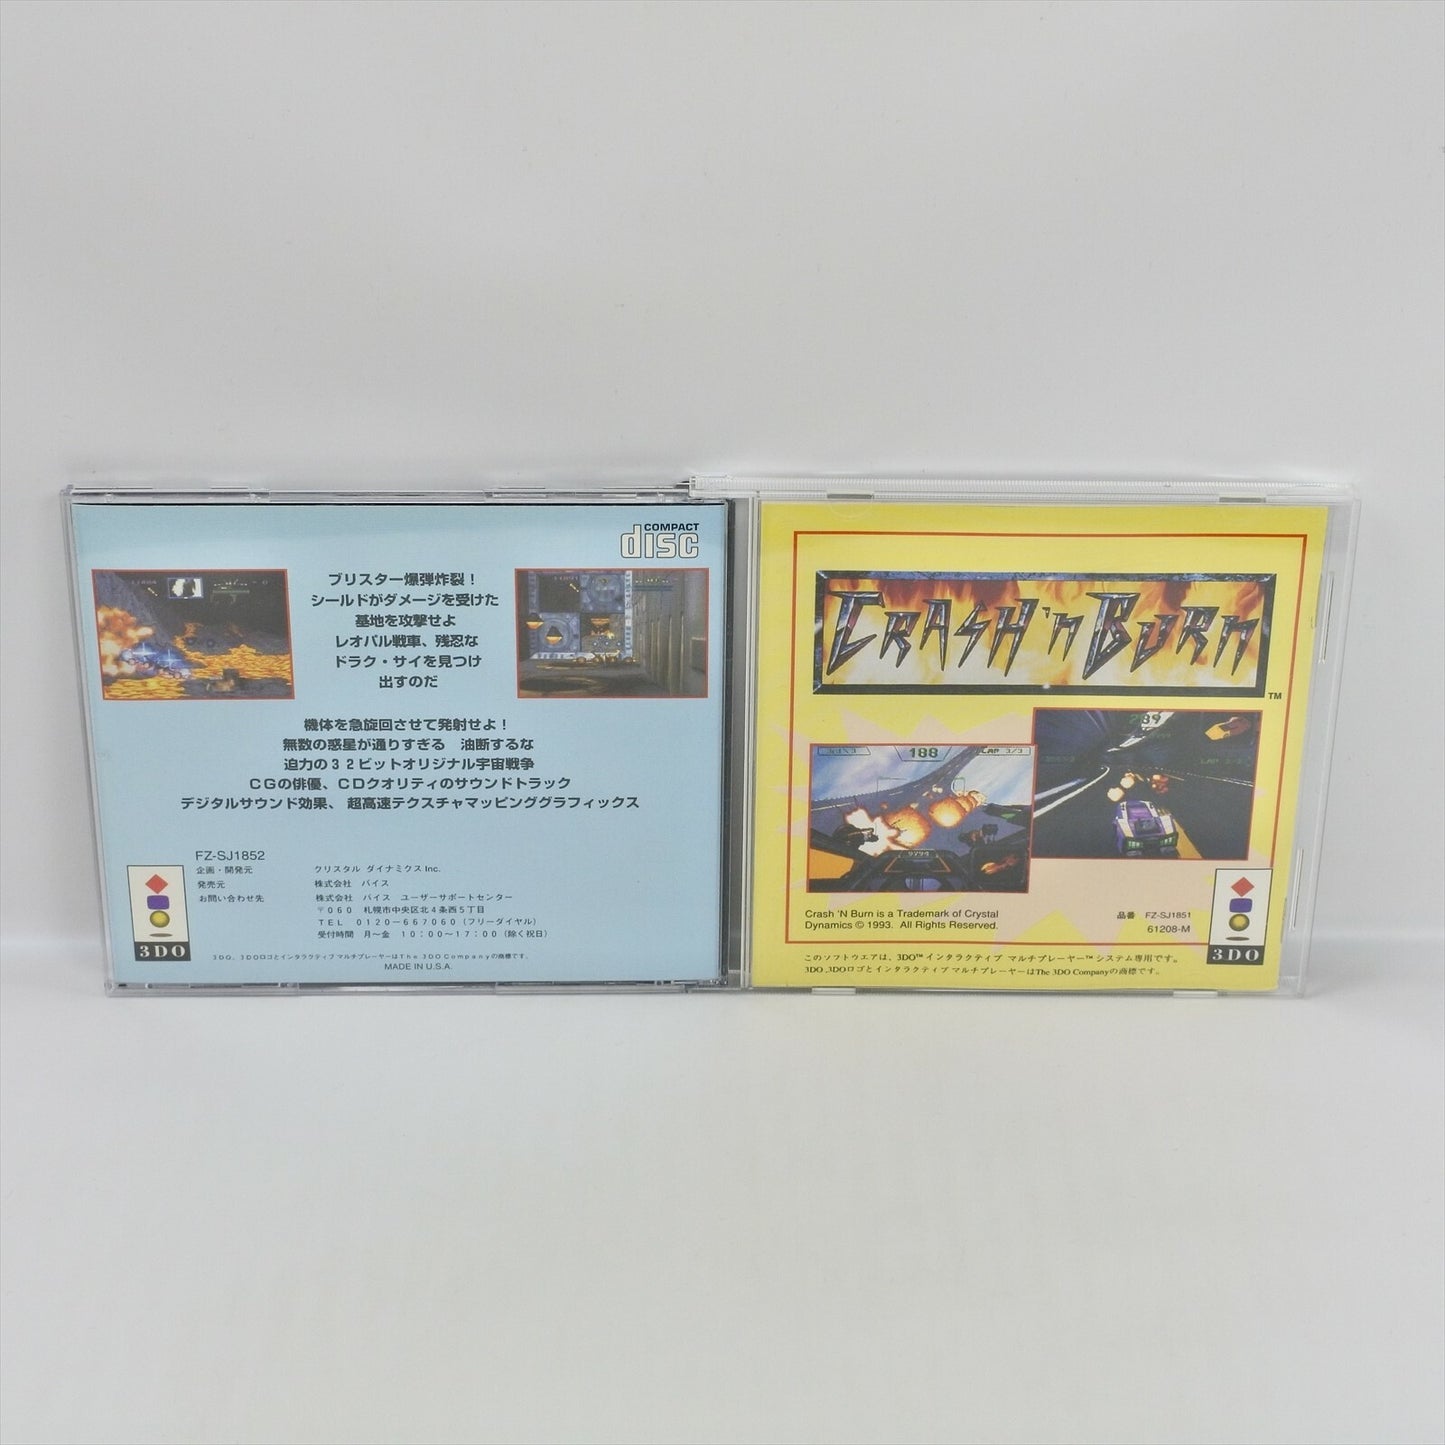 COMPACT
disc
ブリスター爆弾炸裂！
シールドがダメージを受けた
基地を攻撃せよ
レオパル戦車、残忍な
ドラク・サイを見つけ
出すのだ
機体を急旋回させて発射せよ！
無数の惑星が通りすぎる　油断するな
迫力の３２ビットオリジナル宇宙戦争
ＣＧの俳優、ＣＤクオリティのサウンドトラック
デジタルサウンド効果、超高速テクスチャマッピンググラフィックス
FZ-SJ1852
企画・開発元　クリスタル ダイナミクス Inc.
発売元　株式会社　バイス
お問い合わせ先　株式会社　バイス　ユーザーサポートセンター
〒０６０　札幌市中央区北４条西５丁目
ＴＥＬ　０１２０−６６７０６０（フリーダイヤル）
受付時間　月〜金　１０：００〜１７：００（除く祝日）
3DO
3DO、3DOロゴとインタラクティブ マルチプレーヤーはThe 3DO Companyの商標です。
MADE IN U.S.A.
CRASH 'n BURN
TM
188
LAP 3/3
289
Crash 'N Burn is a Trademark of Crystal
Dynamics © 1993. All Rights Reserved.
品番　FZ-SJ1851
61208-M
3DO
このソフトウエアは、3DO™ インタラクティブ マルチプレーヤー™ システム専用です。
3DO、3DOロゴとインタラクティブ マルチプレーヤーはThe 3DO Companyの商標です。